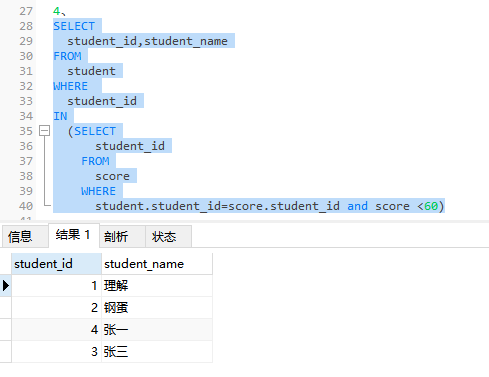 27 4、
28 SELECT
29 student_id,student_name
30 FROM
31 student
32 WHERE
33 student_id
34 IN
35 (SELECT
36 student_id
37 FROM
38 score
39 WHERE
40 student.student_id=score.student_id and score <60)
信息 结果 1 剖析 状态
student_id student_name
1 理解
2 钢蛋
4 张一
3 张三